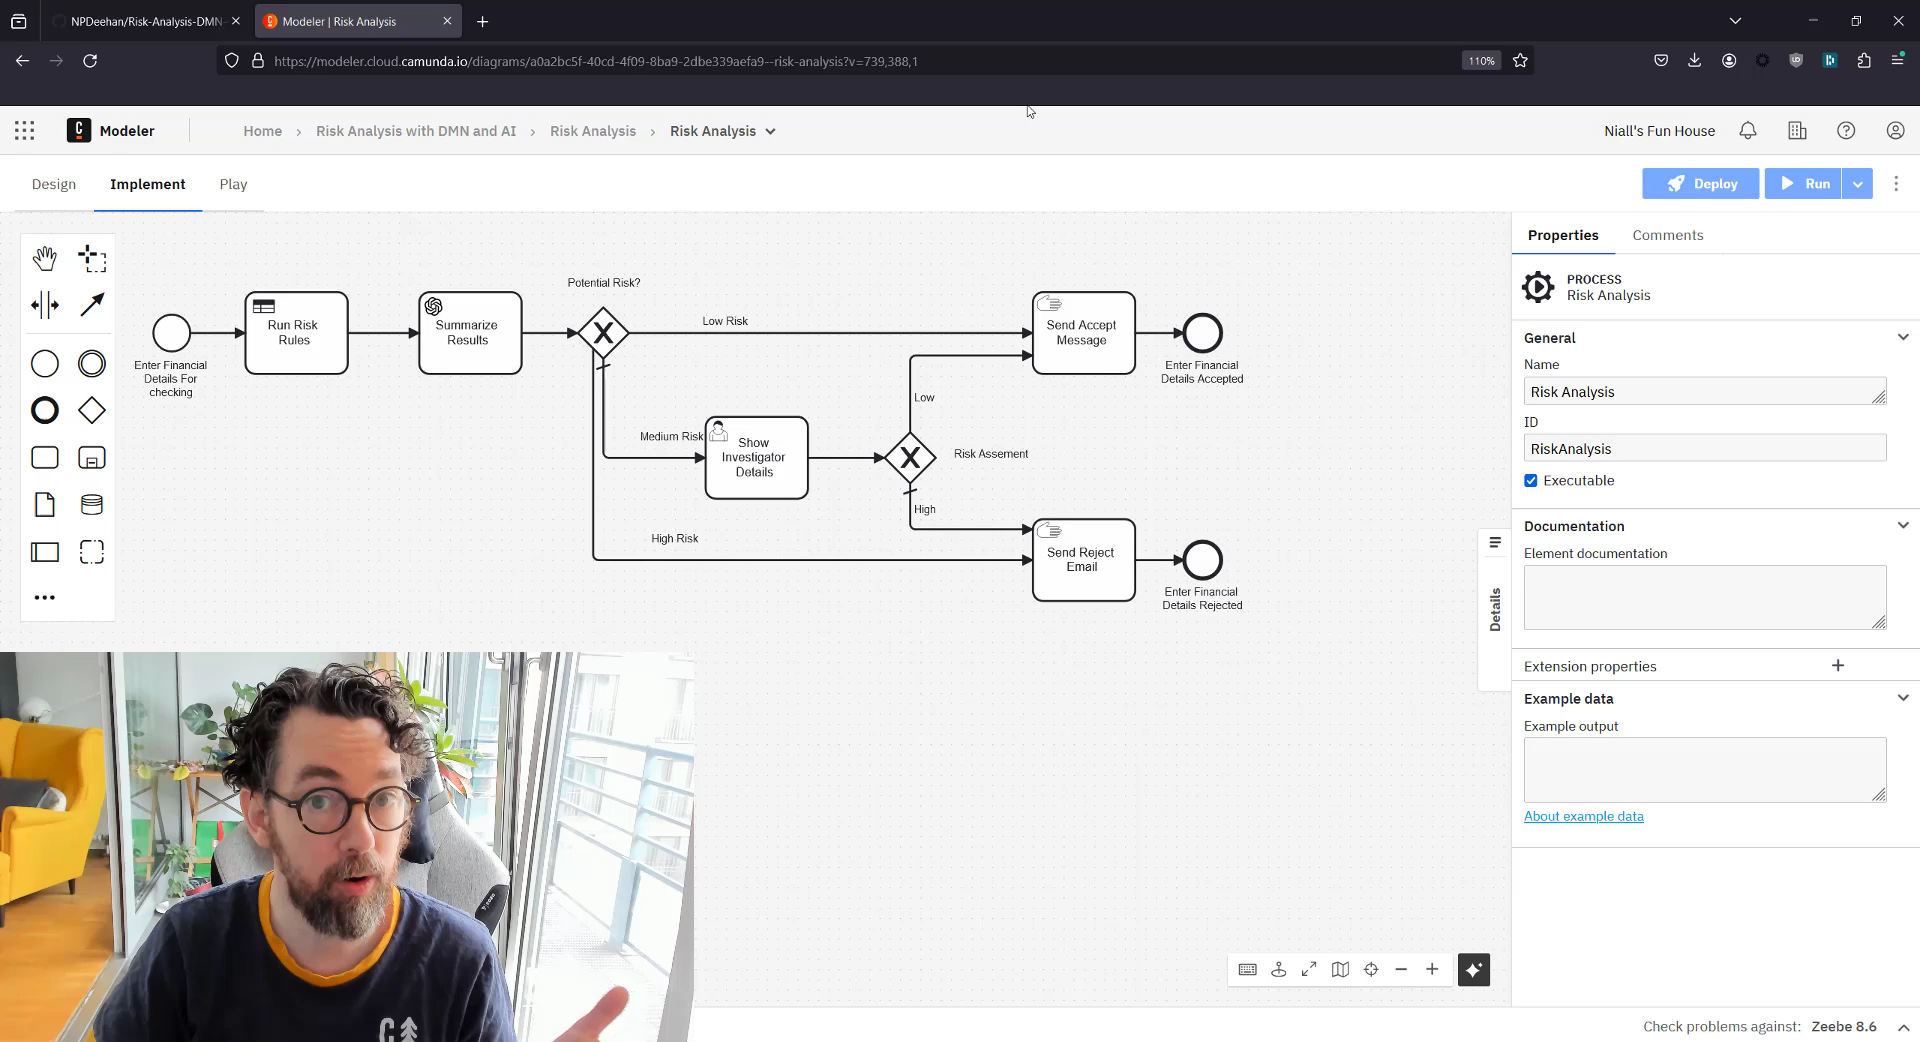 NPDeehan/Risk-Analysis-DMN-
Modeler | Risk Analysis
https://modeler.cloud.camunda.io/diagrams/a0a2bc5f-40cd-4f09-8ba9-2dbe339aefa9--risk-analysis?v=739,388,1
110%
Modeler
Home > Risk Analysis with DMN and AI > Risk Analysis > Risk Analysis
Niall's Fun House
Design
Implement
Play
Deploy
Run
Properties
Comments
PROCESS
Risk Analysis
General
Name
Risk Analysis
ID
RiskAnalysis
Executable
Documentation
Element documentation
Extension properties
Example data
Example output
About example data
Details
Potential Risk?
Enter Financial
Details For
checking
Run Risk
Rules
Summarize
Results
Low Risk
Send Accept
Message
Enter Financial
Details Accepted
Low
Medium Risk
Show
Investigator
Details
Risk Assement
High
High Risk
Send Reject
Email
Enter Financial
Details Rejected
Check problems against: Zeebe 8.6